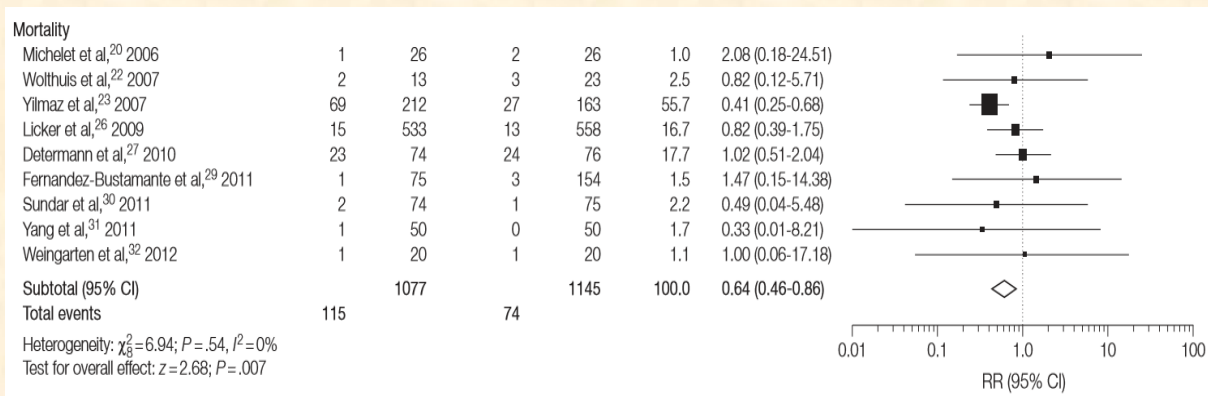 Mortality
Michelet et al,20 2006 1 26 2 26 1.0 2.08 (0.18-24.51)
Wolthuis et al,22 2007 2 13 3 23 2.5 0.82 (0.12-5.71)
Yilmaz et al,23 2007 69 212 27 163 55.7 0.41 (0.25-0.68)
Licker et al,26 2009 15 533 13 558 16.7 0.82 (0.39-1.75)
Determann et al,27 2010 23 74 24 76 17.7 1.02 (0.51-2.04)
Fernandez-Bustamante et al,29 2011 1 75 3 154 1.5 1.47 (0.15-14.38)
Sundar et al,30 2011 2 74 1 75 2.2 0.49 (0.04-5.48)
Yang et al,31 2011 1 50 0 50 1.7 0.33 (0.01-8.21)
Weingarten et al,32 2012 1 20 1 20 1.1 1.00 (0.06-17.18)
Subtotal (95% CI) 1077 1145 100.0 0.64 (0.46-0.86)
Total events 115 74
Heterogeneity: χ28=6.94; P=.54, I2=0%
Test for overall effect: z=2.68; P=.007
0.01 0.1 1.0 10 100
RR (95% CI)